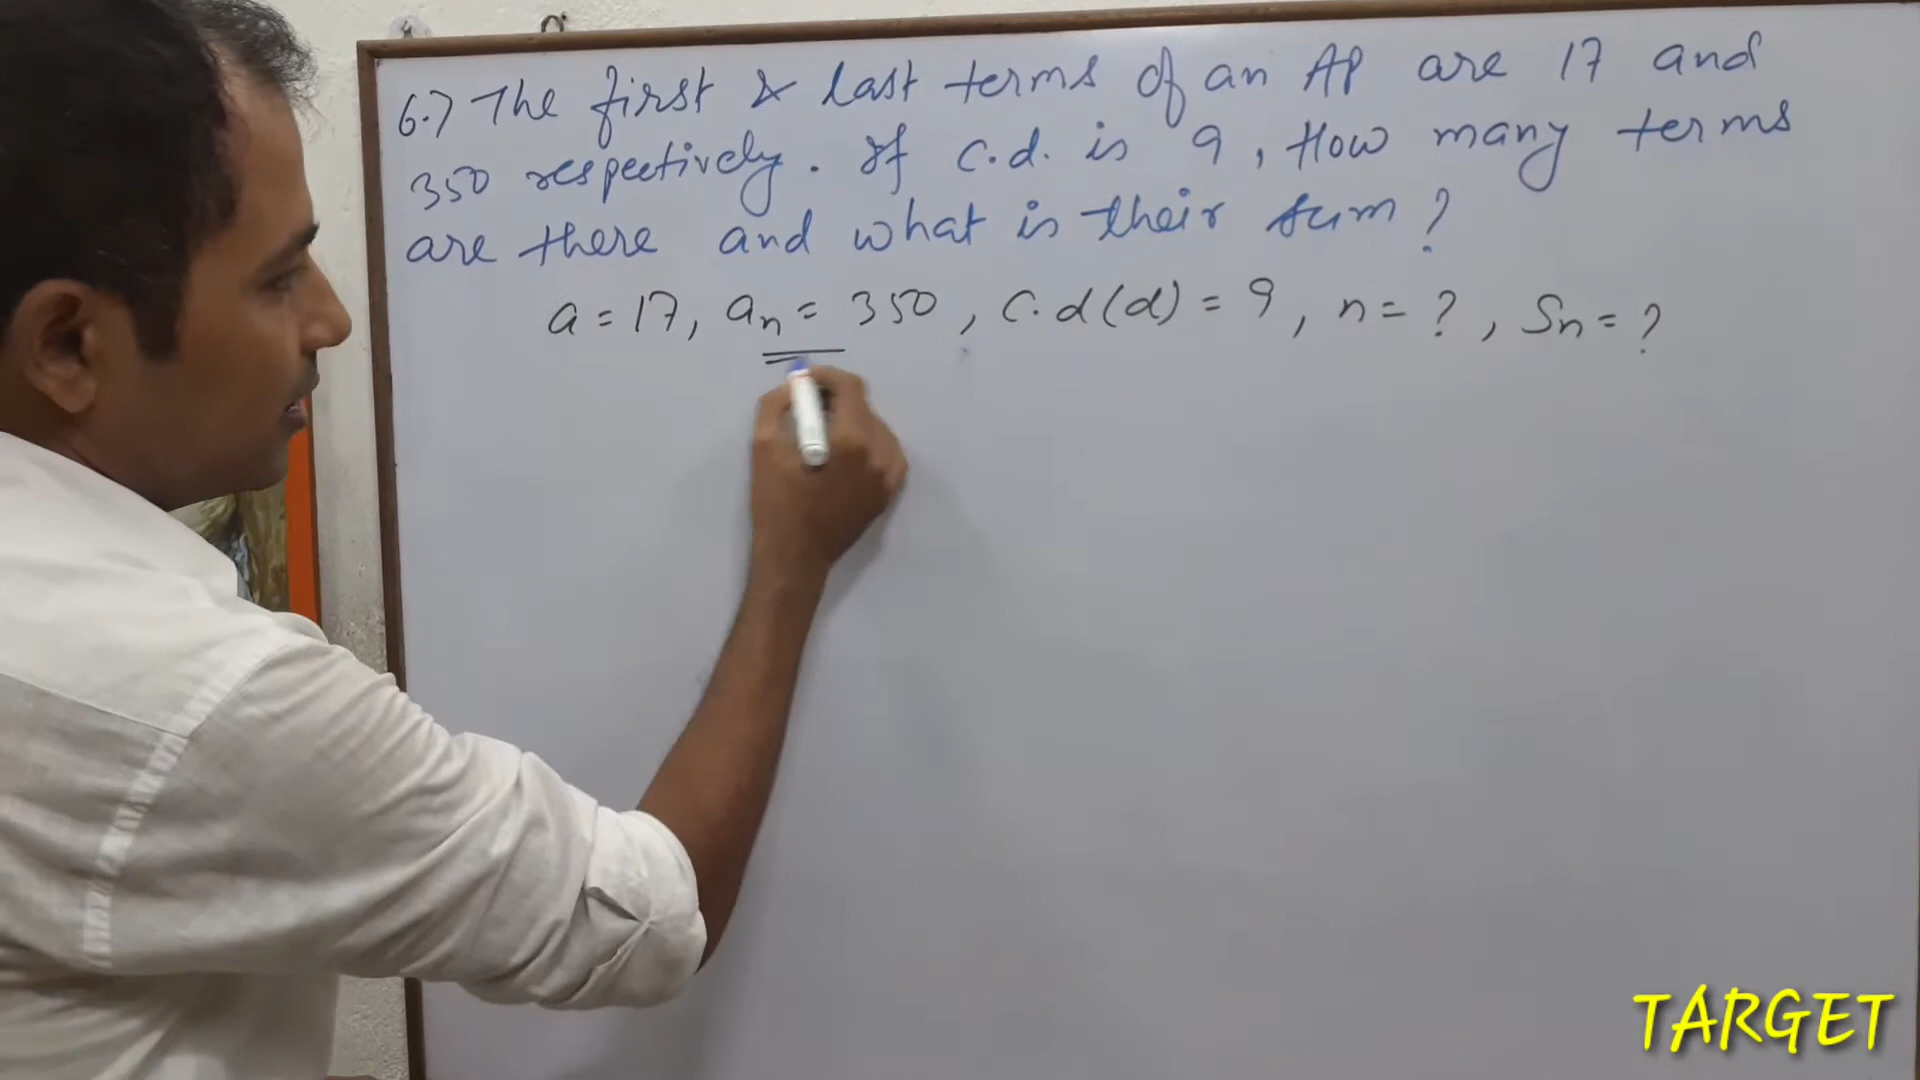 6.7 The first & last terms of an AP are 17 and
350 respectively. If c.d. is 9, How many terms
are there and what is their sum?
a = 17, an = 350, c.d(d) = 9, n = ?, Sn = ?
TARGET